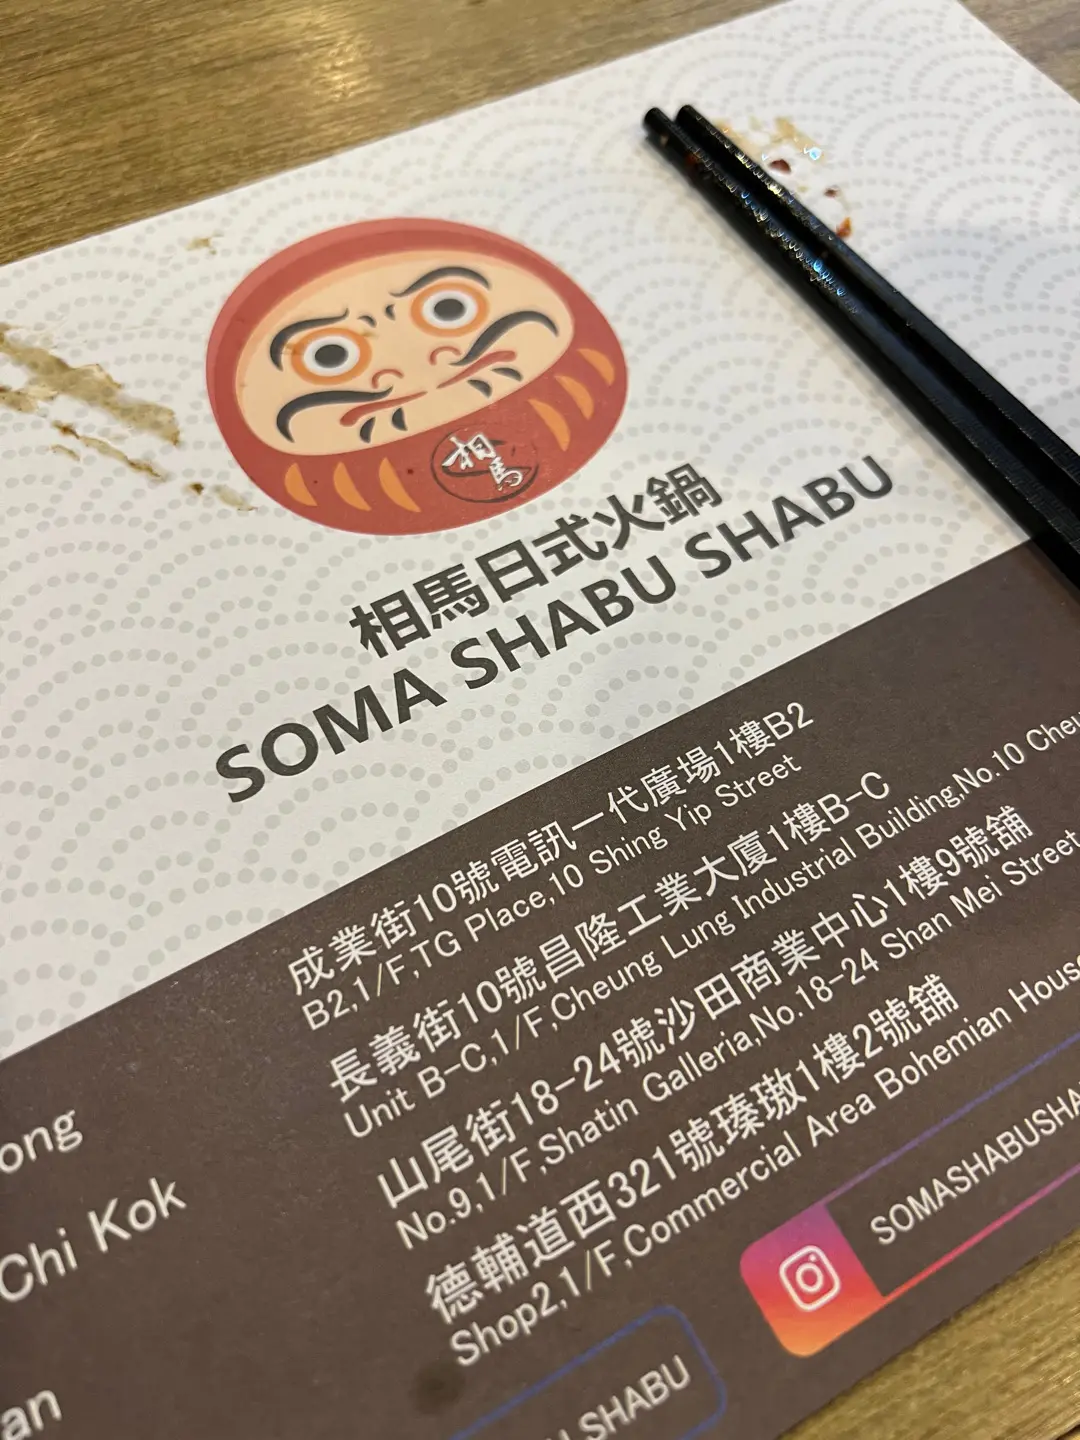 相馬
相馬日式火鍋
SOMA SHABU SHABU
成業街10號電訊一代廣場1樓B2
B2,1/F,TG Place,10 Shing Yip Street
長義街10號昌隆工業大廈1樓B-C
Unit B-C,1/F,Cheung Lung Industrial Building,No.10
Chi Kok
山尾街18-24號沙田商業中心1樓9號舖
No.9,1/F,Shatin Galleria,No.18-24 Shan Mei Street
德輔道西321號瑧璈1樓2號舖
Shop2,1/F,Commercial Area Bohemian House
SHABU